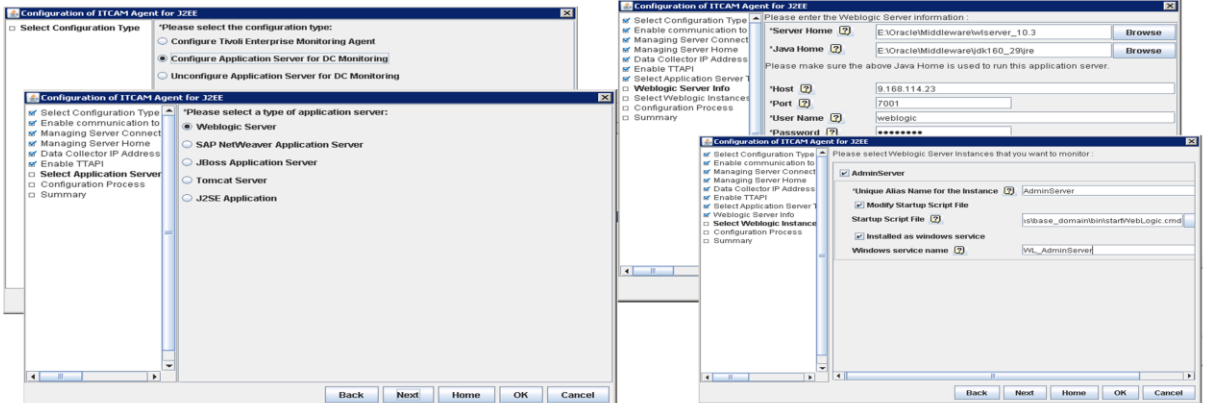 Configuration of ITCAM Agent for J2EE
Select Configuration Type
*Please select the configuration type:
Configure Tivoli Enterprise Monitoring Agent
Configure Application Server for DC Monitoring
Unconfigure Application Server for DC Monitoring
Configuration of ITCAM Agent for J2EE
Select Configuration Type
Enable communication to
Managing Server Connect
Managing Server Home
Data Collector IP Address
Enable TTAPI
Select Application Server
Configuration Process
Summary
*Please select a type of application server:
Weblogic Server
SAP NetWeaver Application Server
JBoss Application Server
Tomcat Server
J2SE Application
Back Next Home OK Cancel
Configuration of ITCAM Agent for J2EE
Select Configuration Type
Enable communication to
Managing Server Connect
Managing Server Home
Data Collector IP Address
Enable TTAPI
Select Application Server T
Weblogic Server Info
Select Weblogic Instances
Configuration Process
Summary
Please enter the Weblogic Server information :
*Server Home [?] E:\Oracle\Middleware\wlserver_10.3 Browse
*Java Home [?] E:\Oracle\Middleware\jdk160_29\jre Browse
Please make sure the above Java Home is used to run this application server.
*Host [?] 9.168.114.23
*Port [?] 7001
*User Name [?] weblogic
*Password [?] ********
Configuration of ITCAM Agent for J2EE
Select Configuration Type
Enable communication to
Managing Server Connect
Managing Server Home
Data Collector IP Address
Enable TTAPI
Select Application Server T
Weblogic Server Info
Select Weblogic Instance
Configuration Process
Summary
Please select Weblogic Server Instances that you want to monitor :
AdminServer
*Unique Alias Name for the Instance [?] AdminServer
Modify Startup Script File
Startup Script File [?] is\base_domain\bin\startWebLogic.cmd
Installed as windows service
Windows service name [?] WL_AdminServer
Back Next Home OK Cancel